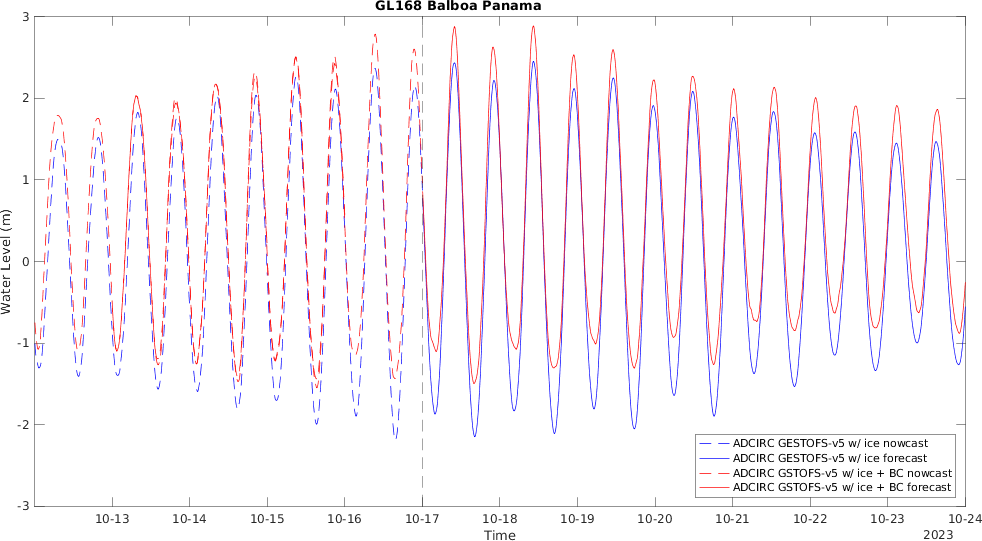 GL168 Balboa Panama
3
2
1
0
-1
-2
-3
Water Level (m)
ADCIRC GESTOFS-v5 w/ ice nowcast
ADCIRC GESTOFS-v5 w/ ice forecast
ADCIRC GSTOFS-v5 w/ ice + BC nowcast
ADCIRC GSTOFS-v5 w/ ice + BC forecast
10-13 10-14 10-15 10-16 10-17 10-18 10-19 10-20 10-21 10-22 10-23 10-24
Time
2023